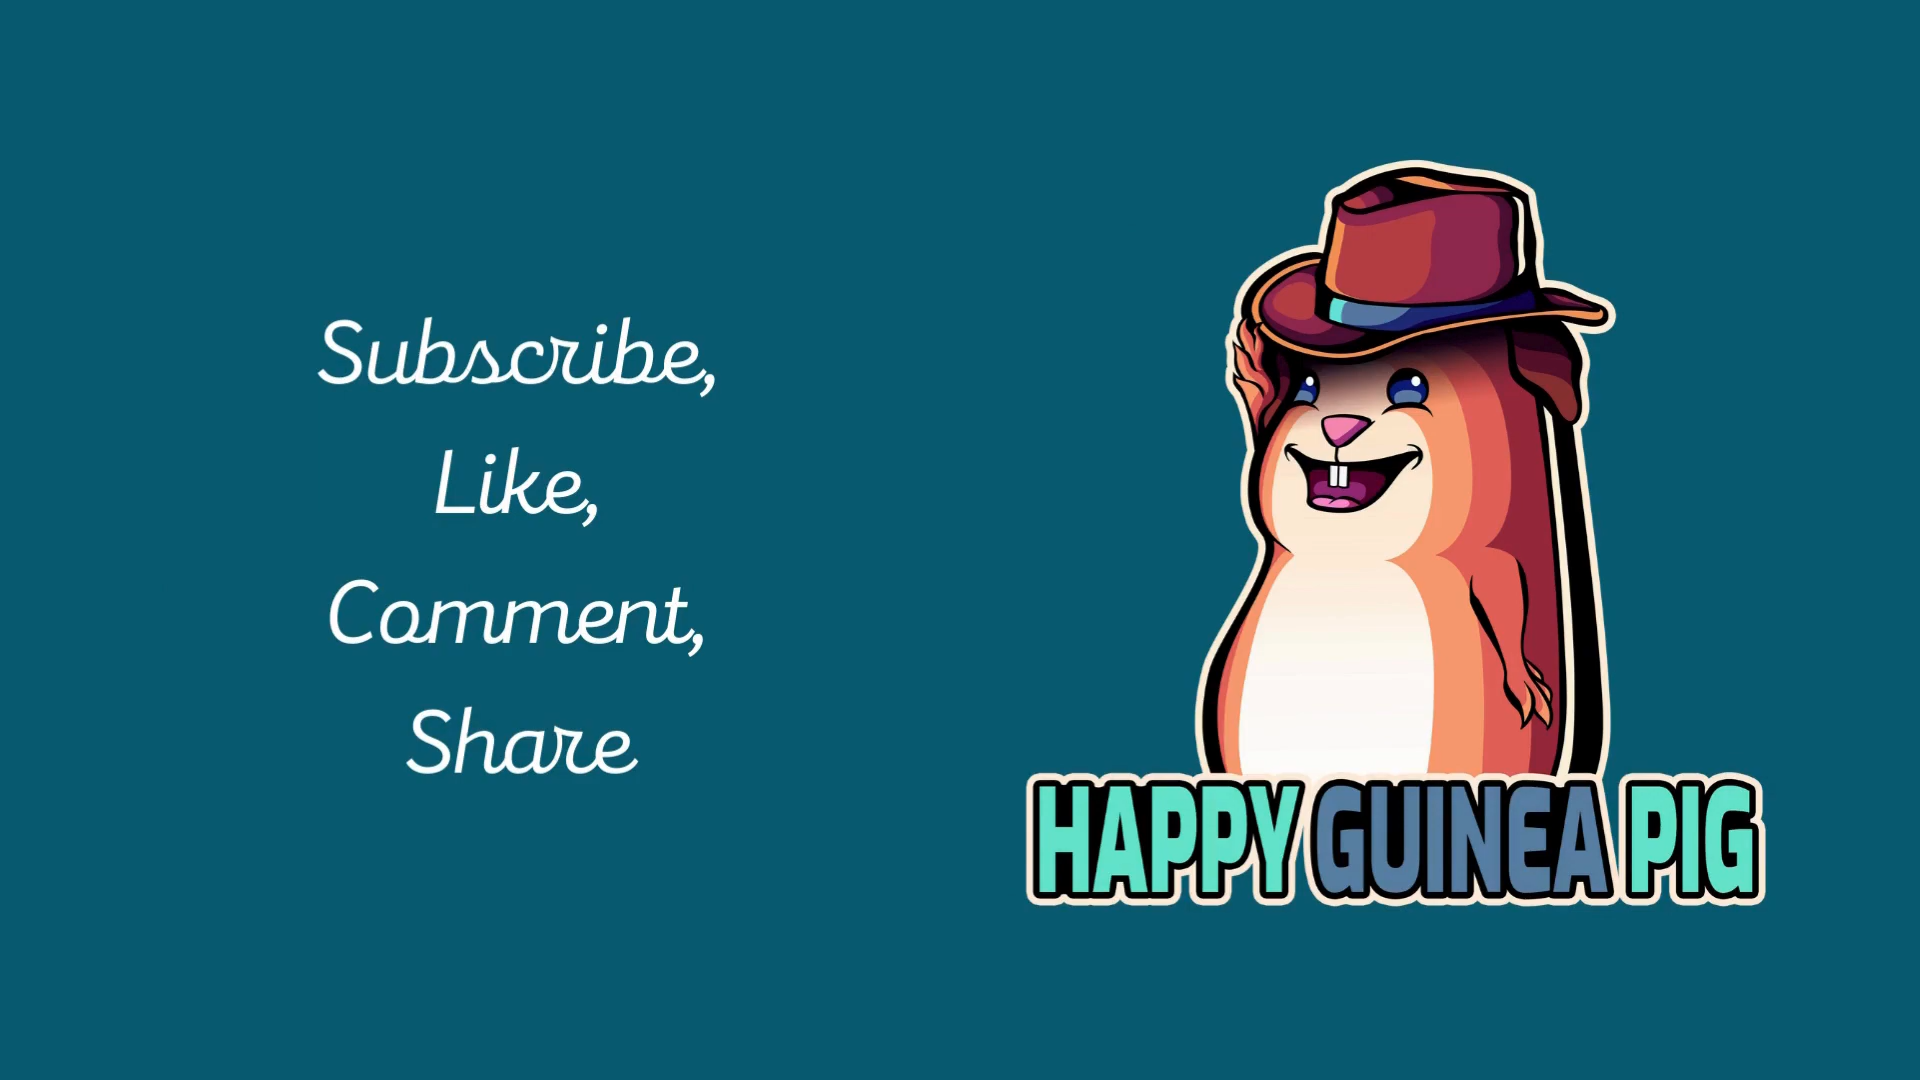 Subscribe,
Like,
Comment,
Share
HAPPY GUINEA PIG